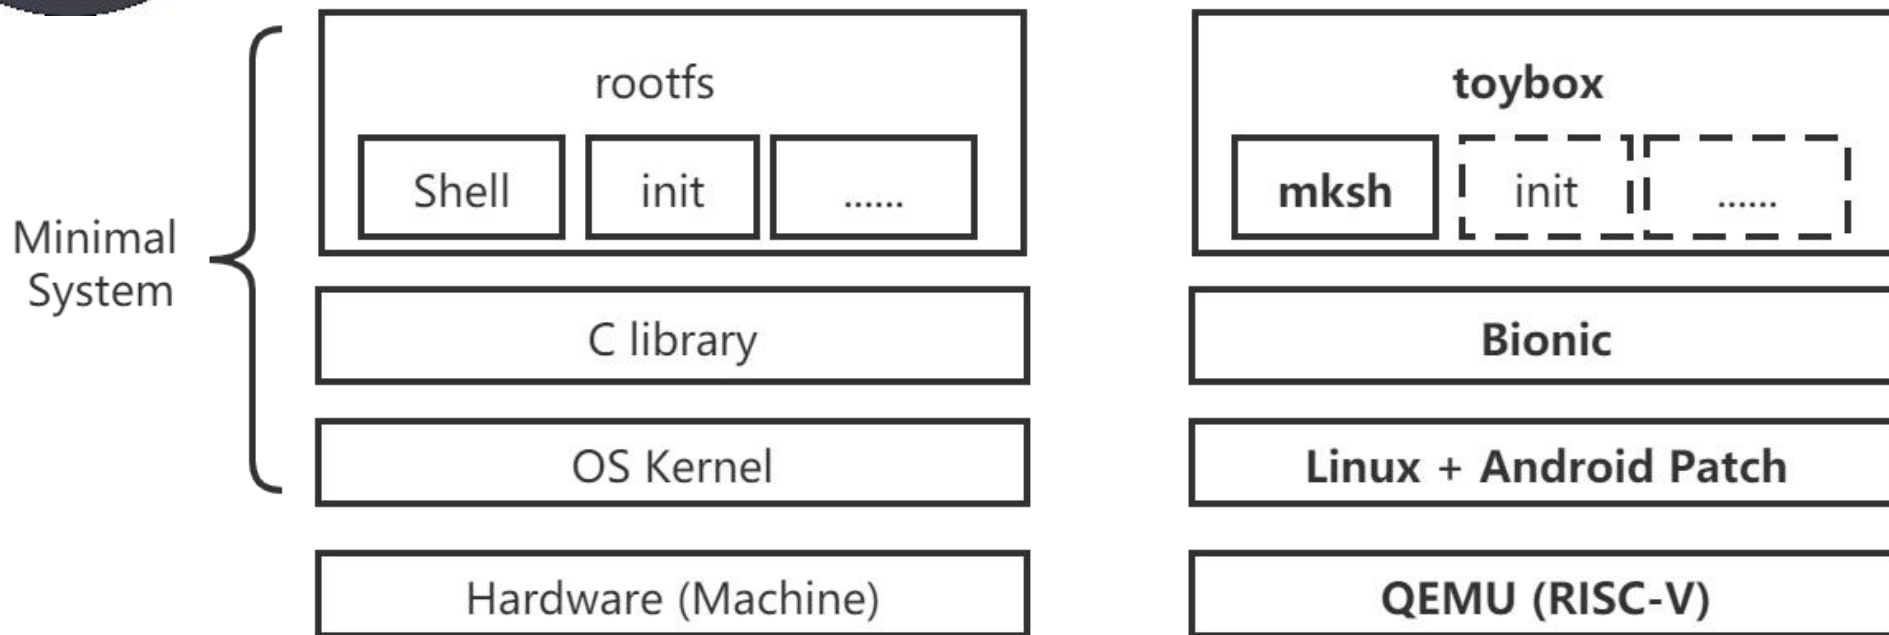 Minimal
System
rootfs
Shell
init
......
C library
OS Kernel
Hardware (Machine)
toybox
mksh
init
......
Bionic
Linux + Android Patch
QEMU (RISC-V)